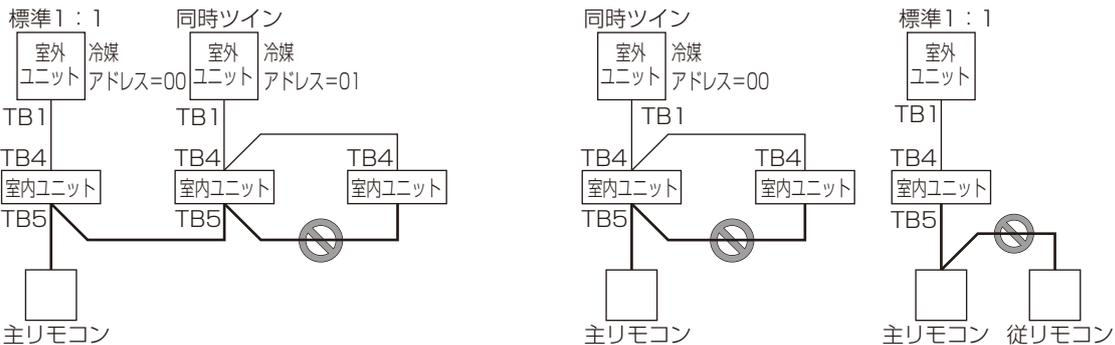 標準1：1
室外
ユニット
冷媒
アドレス=00
TB1
TB4
室内ユニット
TB5
主リモコン
同時ツイン
室外
ユニット
冷媒
アドレス=01
TB1
TB4
室内ユニット
TB5
TB4
室内ユニット
同時ツイン
室外
ユニット
冷媒
アドレス=00
TB1
TB4
室内ユニット
TB5
主リモコン
TB4
室内ユニット
標準1：1
室外
ユニット
TB1
TB4
室内ユニット
TB5
主リモコン
従リモコン